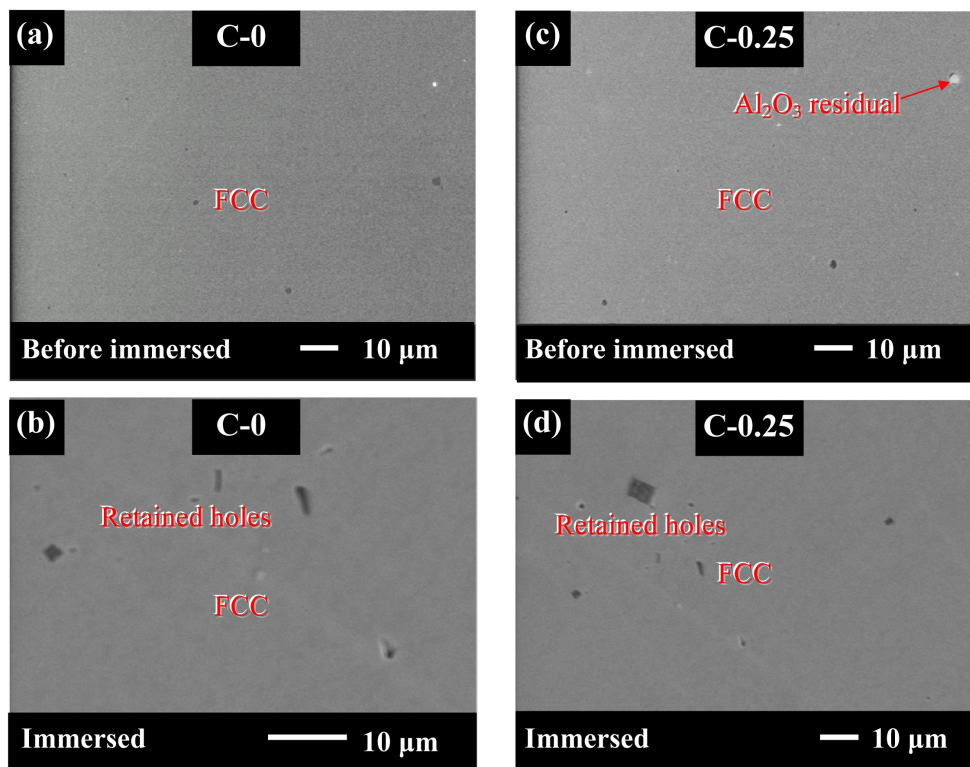 (a)
C-0
FCC
Before immersed
10 μm
(c)
C-0.25
Al₂O₃ residual
FCC
Before immersed
10 μm
(b)
C-0
Retained holes
FCC
Immersed
10 μm
(d)
C-0.25
Retained holes
FCC
Immersed
10 μm